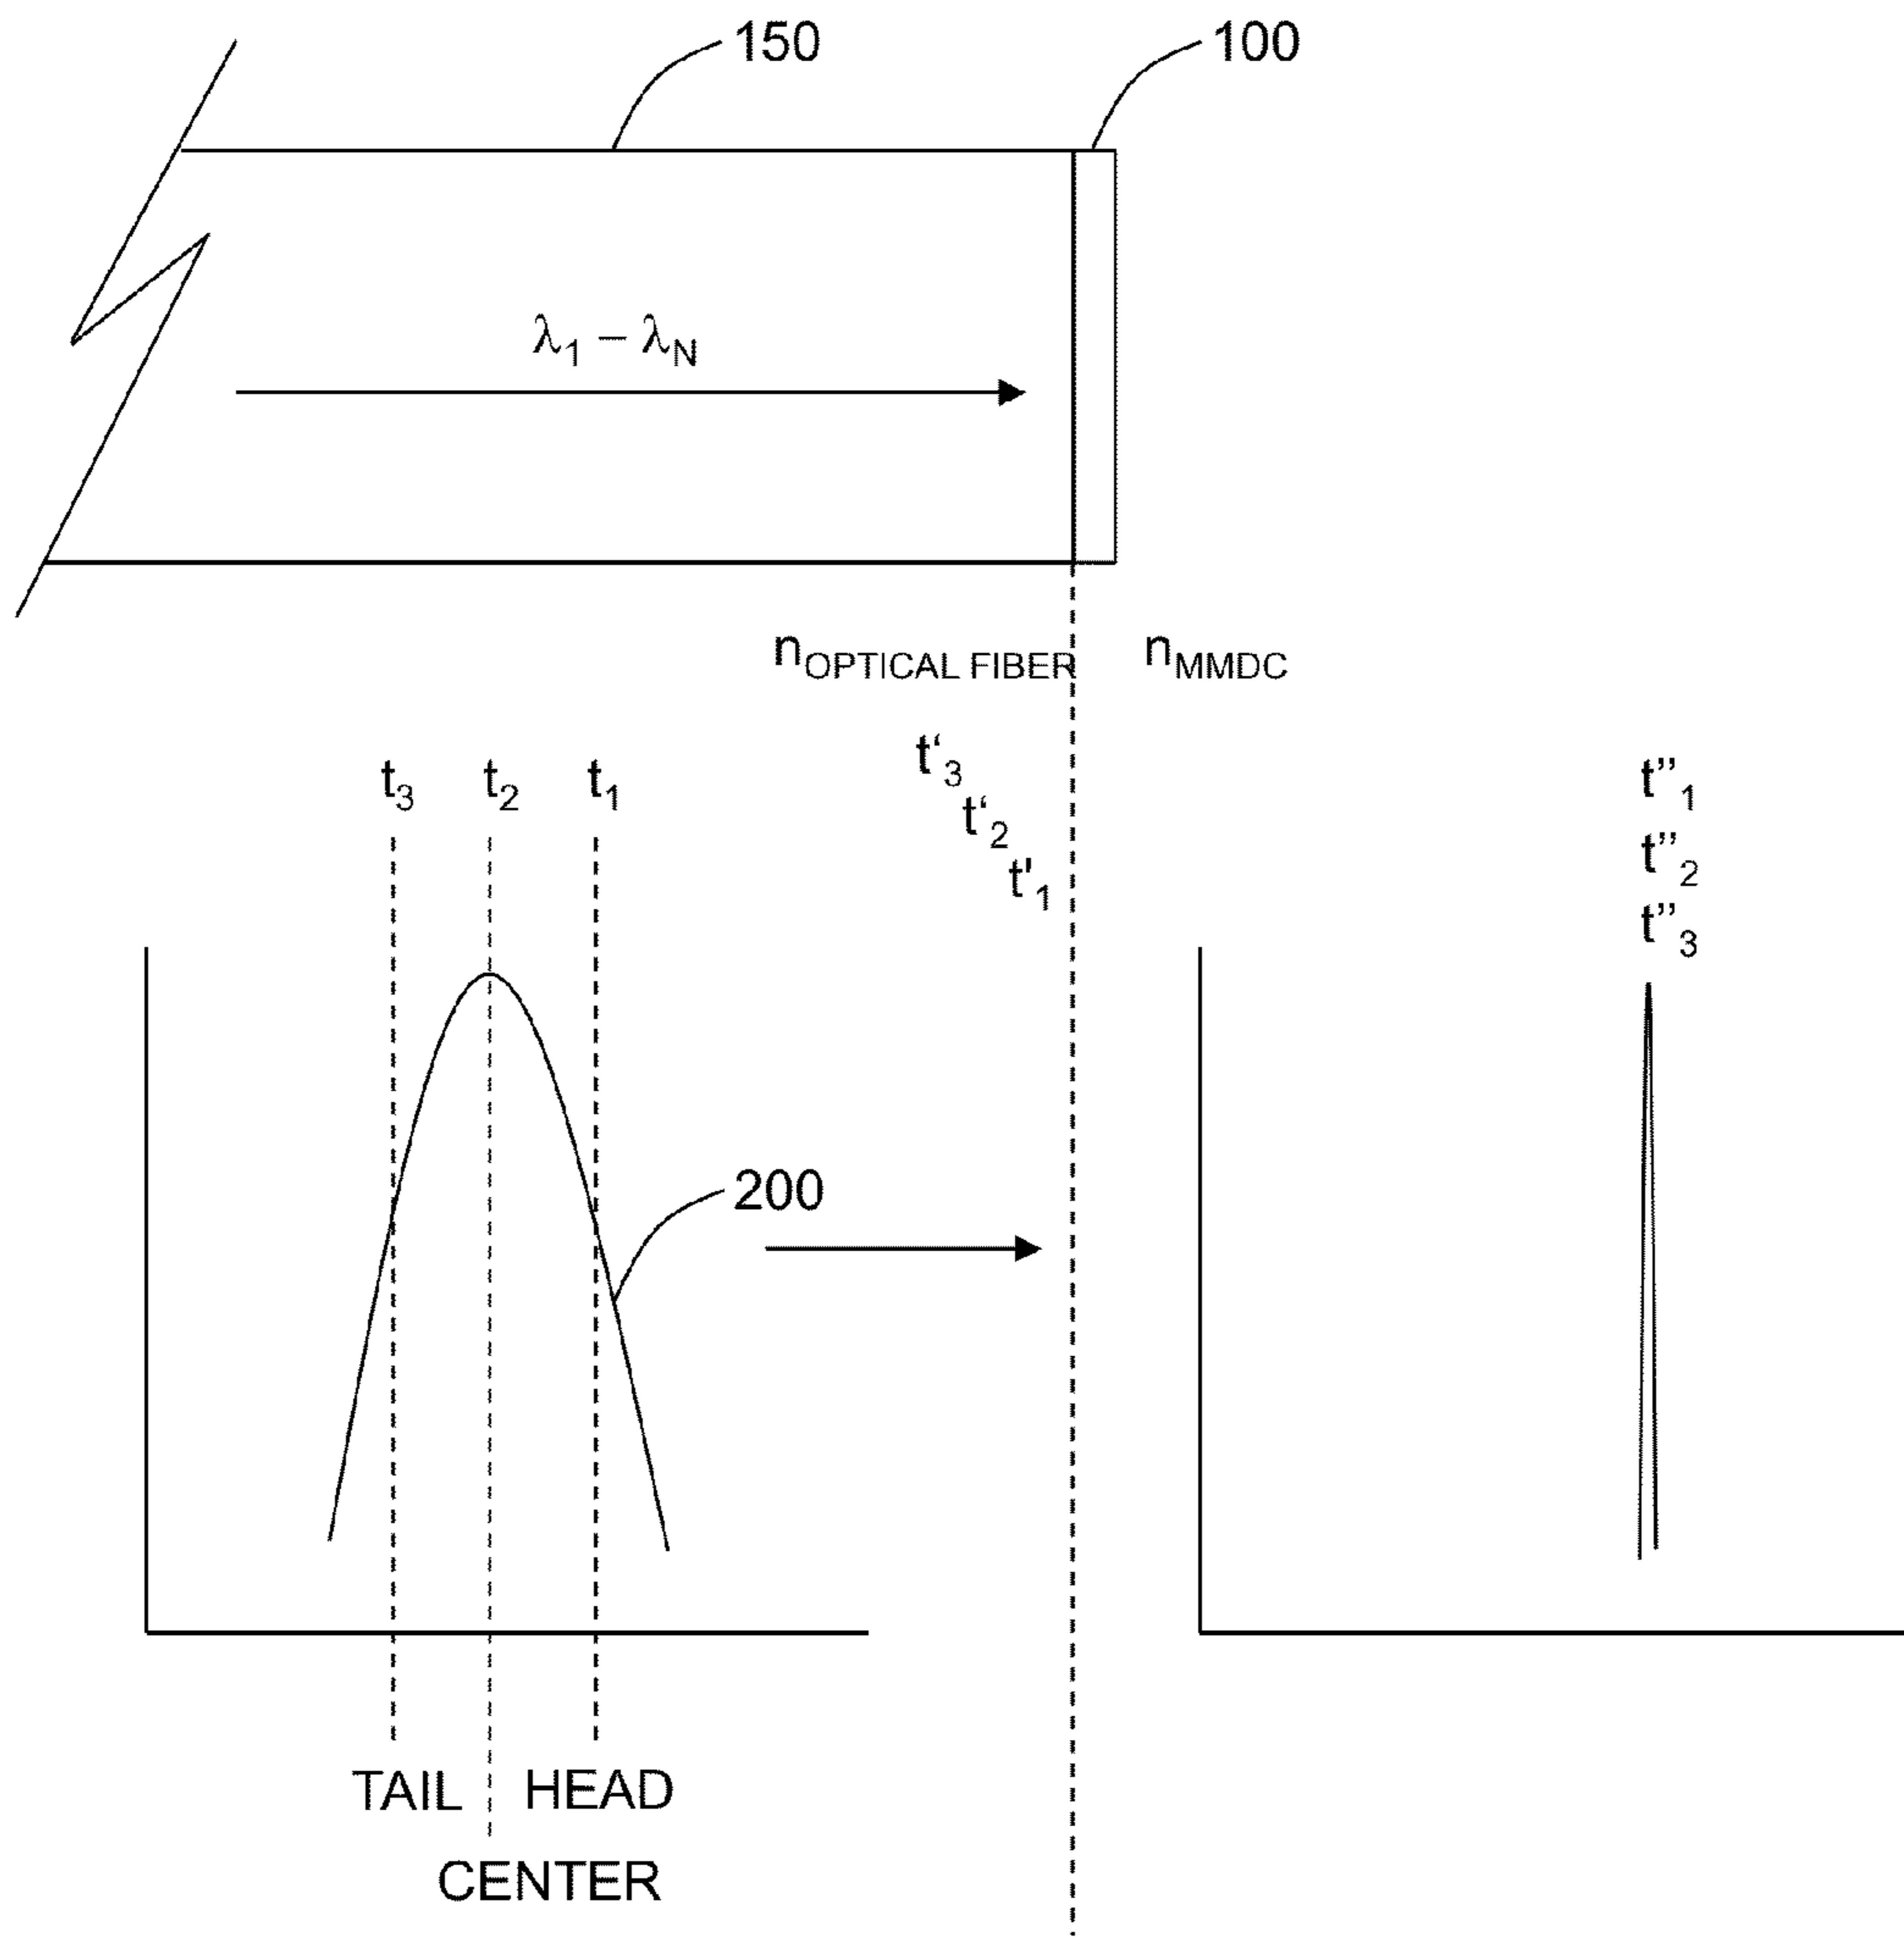 150
100
λ₁ – λN
nOPTICAL FIBER
nMMDC
t₃
t₂
t₁
t‘₃
t‘₂
t'₁
t”₁
t”₂
t”₃
200
TAIL
HEAD
CENTER